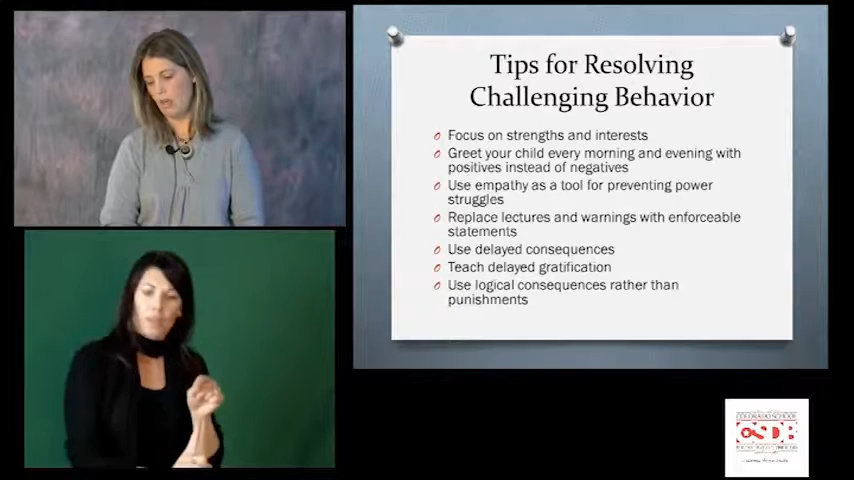 Tips for Resolving
Challenging Behavior
Focus on strengths and interests
Greet your child every morning and evening with
positives instead of negatives
Use empathy as a tool for preventing power
struggles
Replace lectures and warnings with enforceable
statements
Use delayed consequences
Teach delayed gratification
Use logical consequences rather than
punishments
COLORADO SCHOOL
CSDB